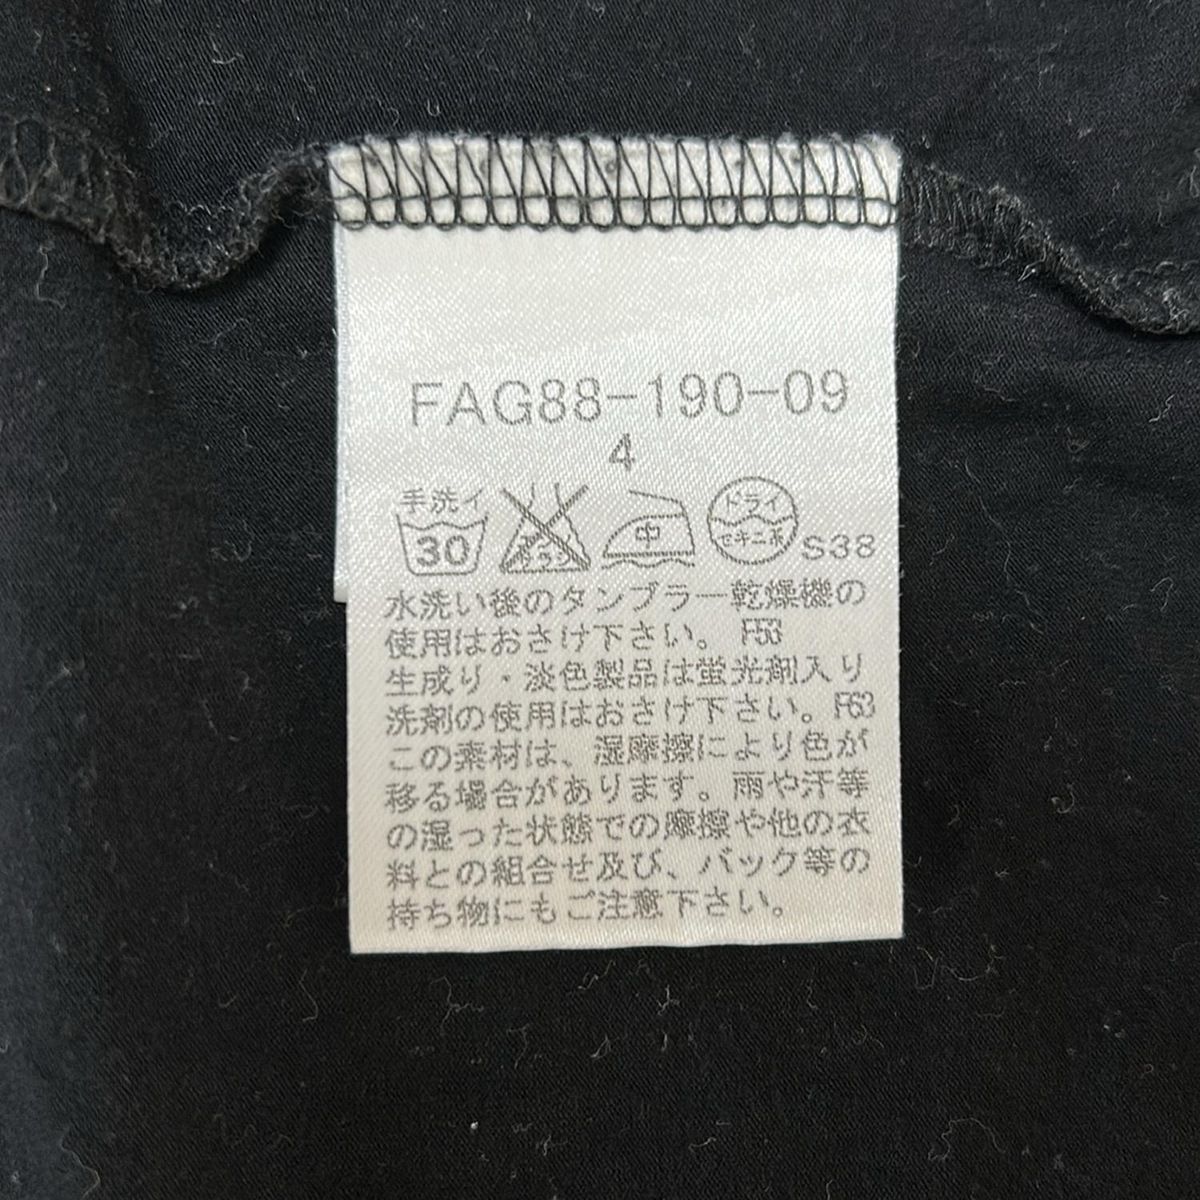 FAG88-190-09
4
手洗イ
30
エンソ
サラシ
中
ドライ
セキユ系
S38
水洗い後のタンブラー乾燥機の
使用はおさけ下さい。 F53
生成り・淡色製品は蛍光剤入り
洗剤の使用はおさけ下さい。F63
この素材は、湿摩擦により色が
移る場合があります。雨や汗等
の湿った状態での摩擦や他の衣
料との組合せ及び、バック等の
持ち物にもご注意下さい。